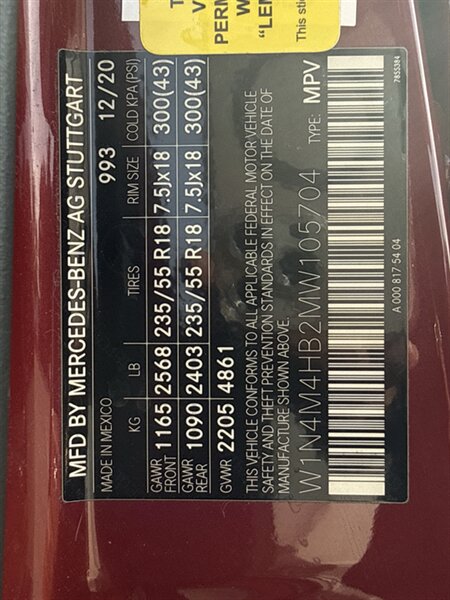 MFD BY MERCEDES-BENZ AG STUTTGART
MADE IN MEXICO 993 12/20
KG LB TIRES RIM SIZE COLD KPA (PSI)
GAWR FRONT 1165 2568 235/55 R18 7.5Jx18 300(43)
GAWR REAR 1090 2403 235/55 R18 7.5Jx18 300(43)
GVWR 2205 4861
THIS VEHICLE CONFORMS TO ALL APPLICABLE FEDERAL MOTOR VEHICLE
SAFETY AND THEFT PREVENTION STANDARDS IN EFFECT ON THE DATE OF
MANUFACTURE SHOWN ABOVE.
W1N4M4HB2MW105704 TYPE: MPV
A 000 817 54 04
7855384
PERM
"LEM
This stic